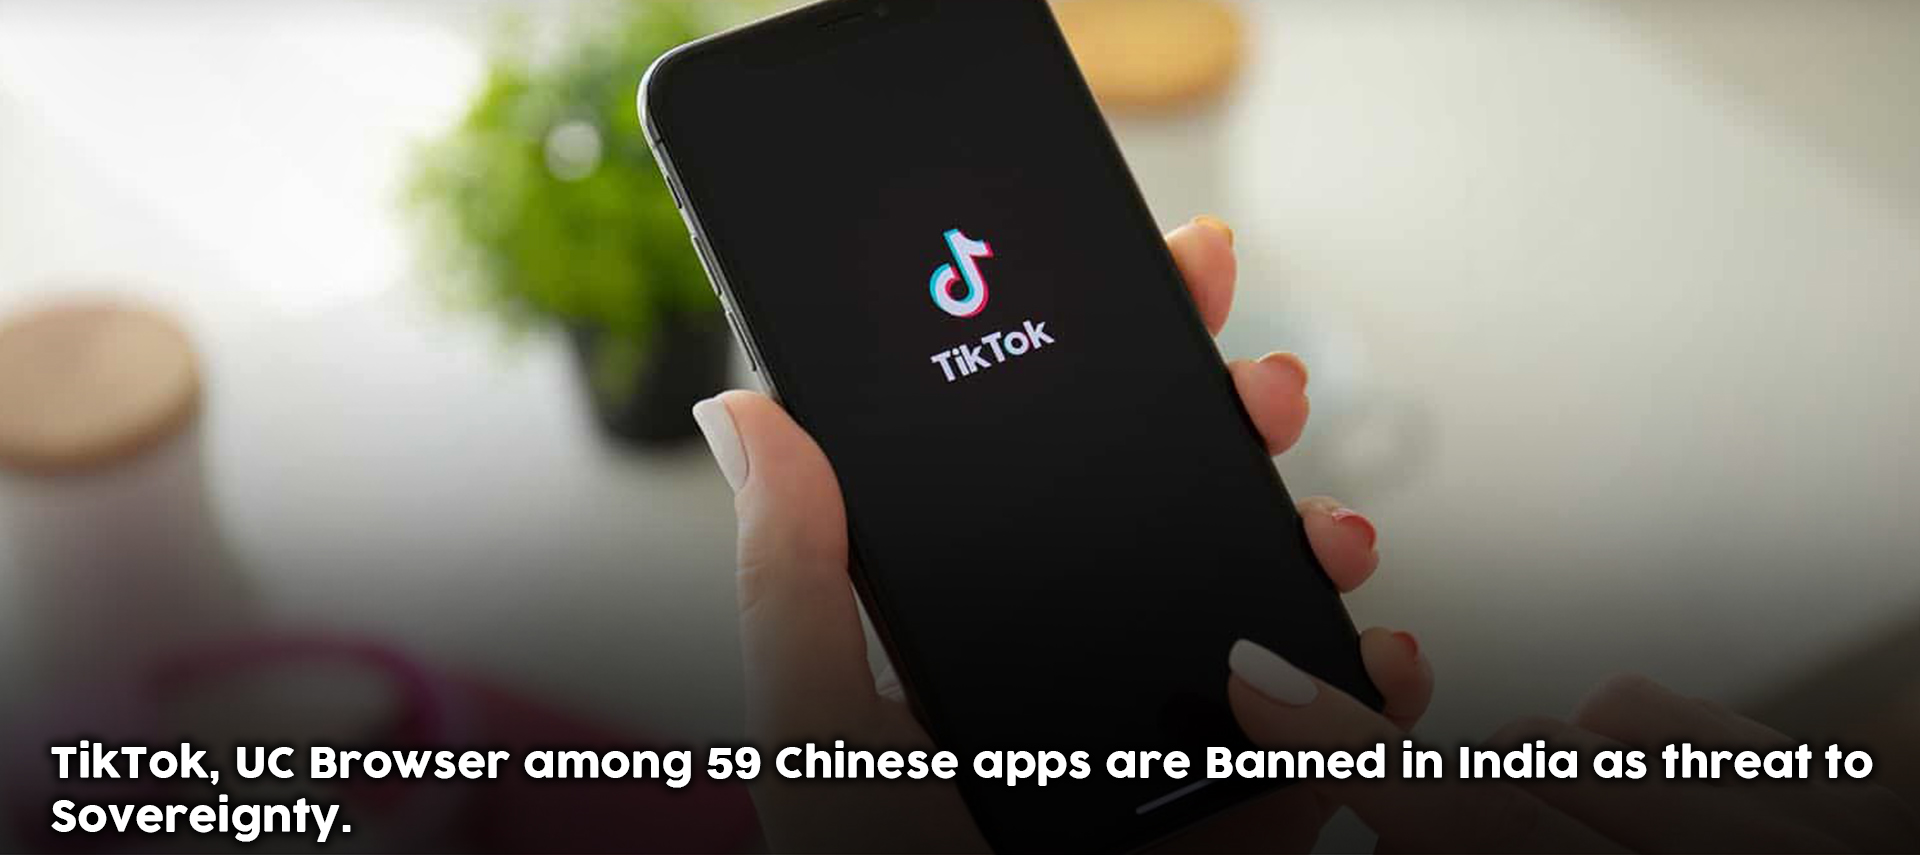 TikTok
TikTok, UC Browser among 59 Chinese apps are Banned in India as threat to
Sovereignty.